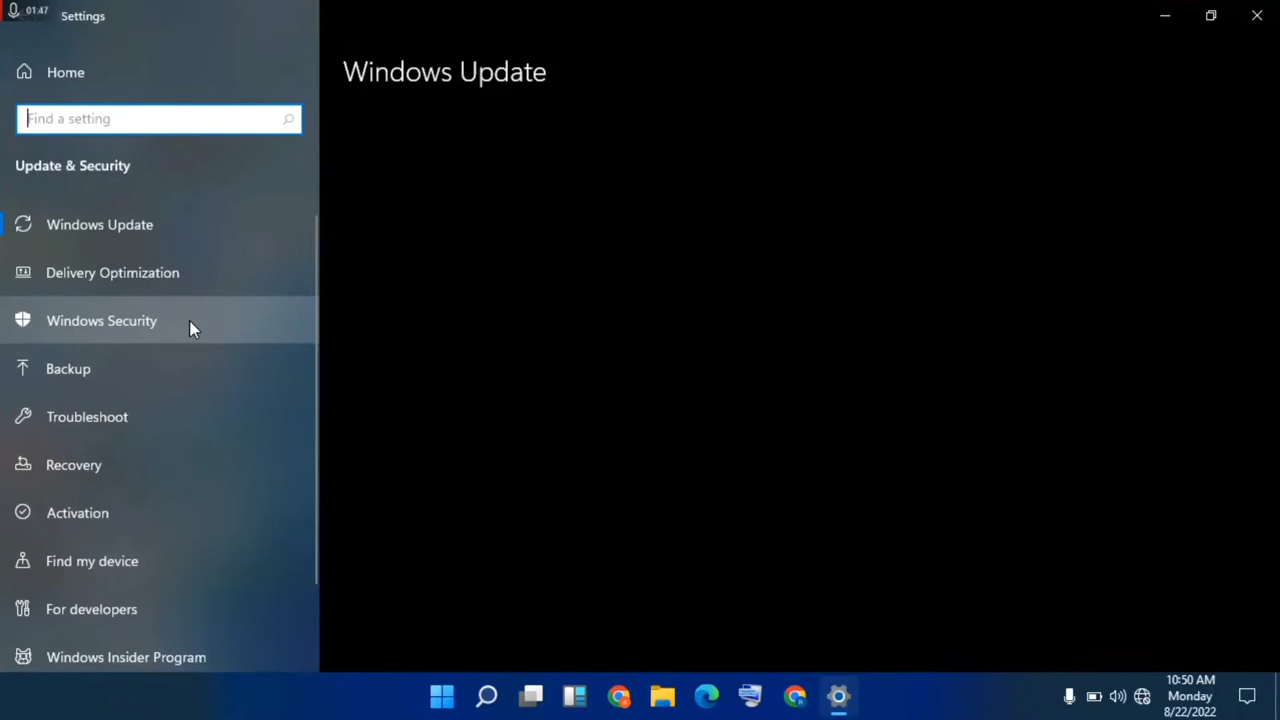 01:47
Settings
Home
Find a setting
Update & Security
Windows Update
Delivery Optimization
Windows Security
Backup
Troubleshoot
Recovery
Activation
Find my device
For developers
Windows Insider Program
Windows Update
10:50 AM
Monday
8/22/2022